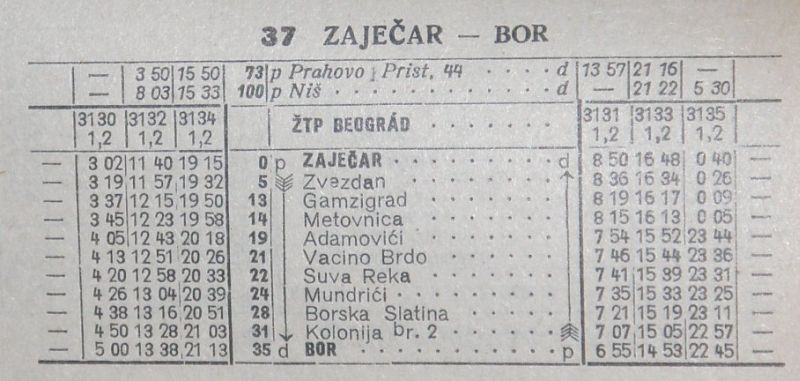 37 ZAJEČAR — BOR
— 3 50 15 50 73 p Prahovo Prist. 44 d 13 57 21 16 —
— 8 03 15 33 100 p Niš d — 21 22 5 30
3130 3132 3134 ŽTP BEOGRÁD 3131 3133 3135
1,2 1,2 1,2 1,2 1,2 1,2
— 3 02 11 40 19 15 0 p ZAJEČAR d 8 50 16 48 0 40 —
— 3 19 11 57 19 32 5 Zvezdan 8 36 16 34 0 26 —
— 3 37 12 15 19 50 13 Gamzigrad 8 19 16 17 0 09 —
— 3 45 12 23 19 58 14 Metovnica 8 15 16 13 0 05 —
— 4 05 12 43 20 18 19 Adamovići 7 54 15 52 23 44 —
— 4 13 12 51 20 26 21 Vacino Brdo 7 46 15 44 23 36 —
— 4 20 12 58 20 33 22 Suva Reka 7 41 15 39 23 31 —
— 4 26 13 04 20 39 24 Mundrići 7 35 15 33 23 25 —
— 4 38 13 16 20 51 28 Borska Slatina 7 21 15 19 23 11 —
— 4 50 13 28 21 03 31 Kolonija br. 2 7 07 15 05 22 57 —
— 5 00 13 38 21 13 35 d BOR p 6 55 14 53 22 45 —